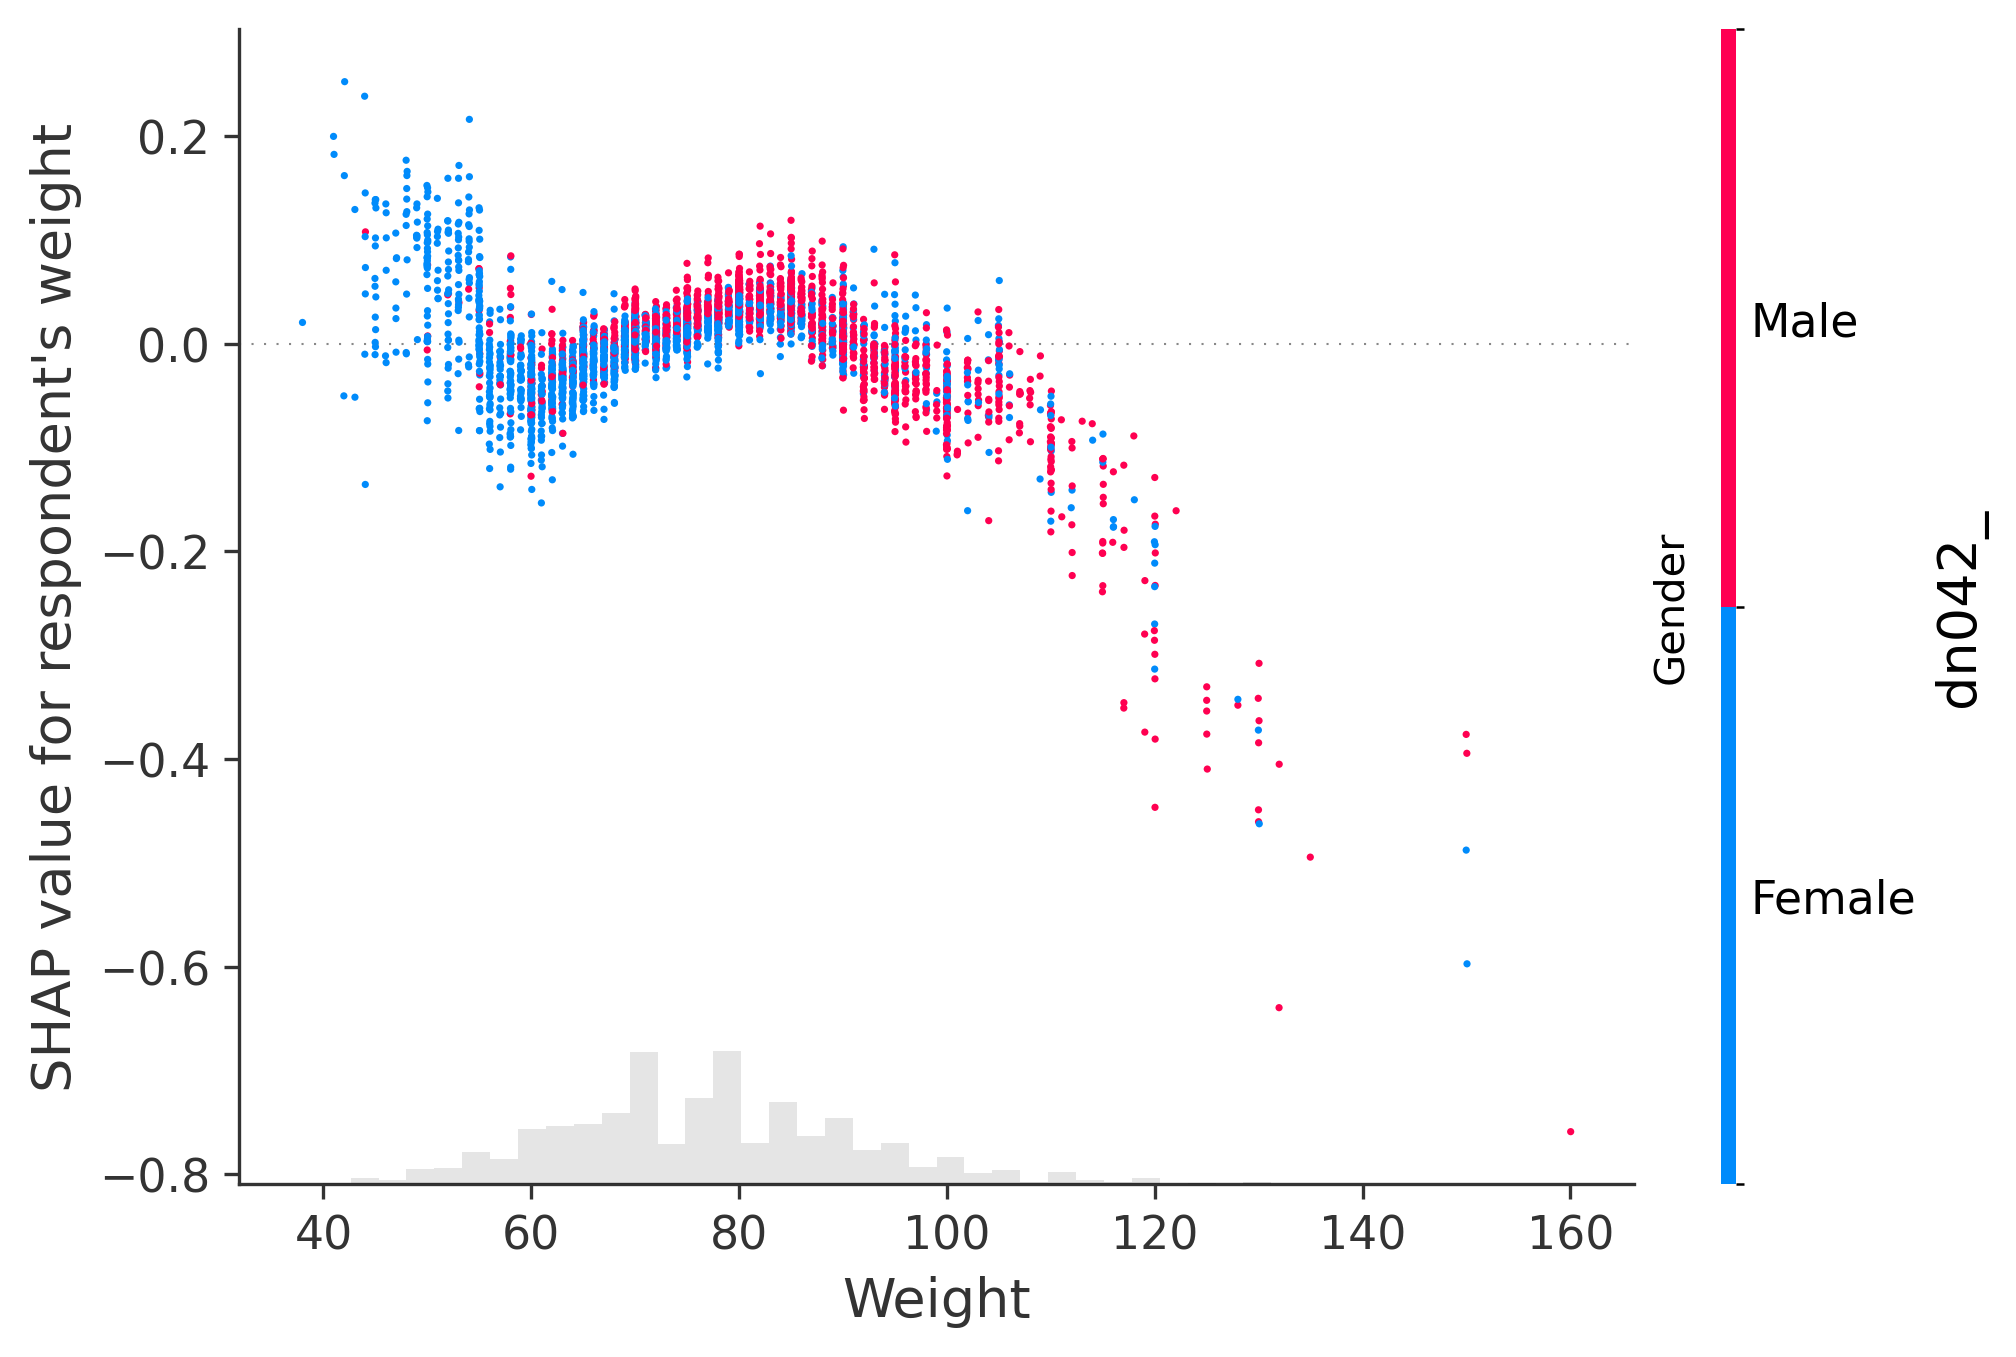 SHAP value for respondent's weight
0.2
0.0
−0.2
−0.4
−0.6
−0.8
40 60 80 100 120 140 160
Weight
Gender
Male
Female
dn042_